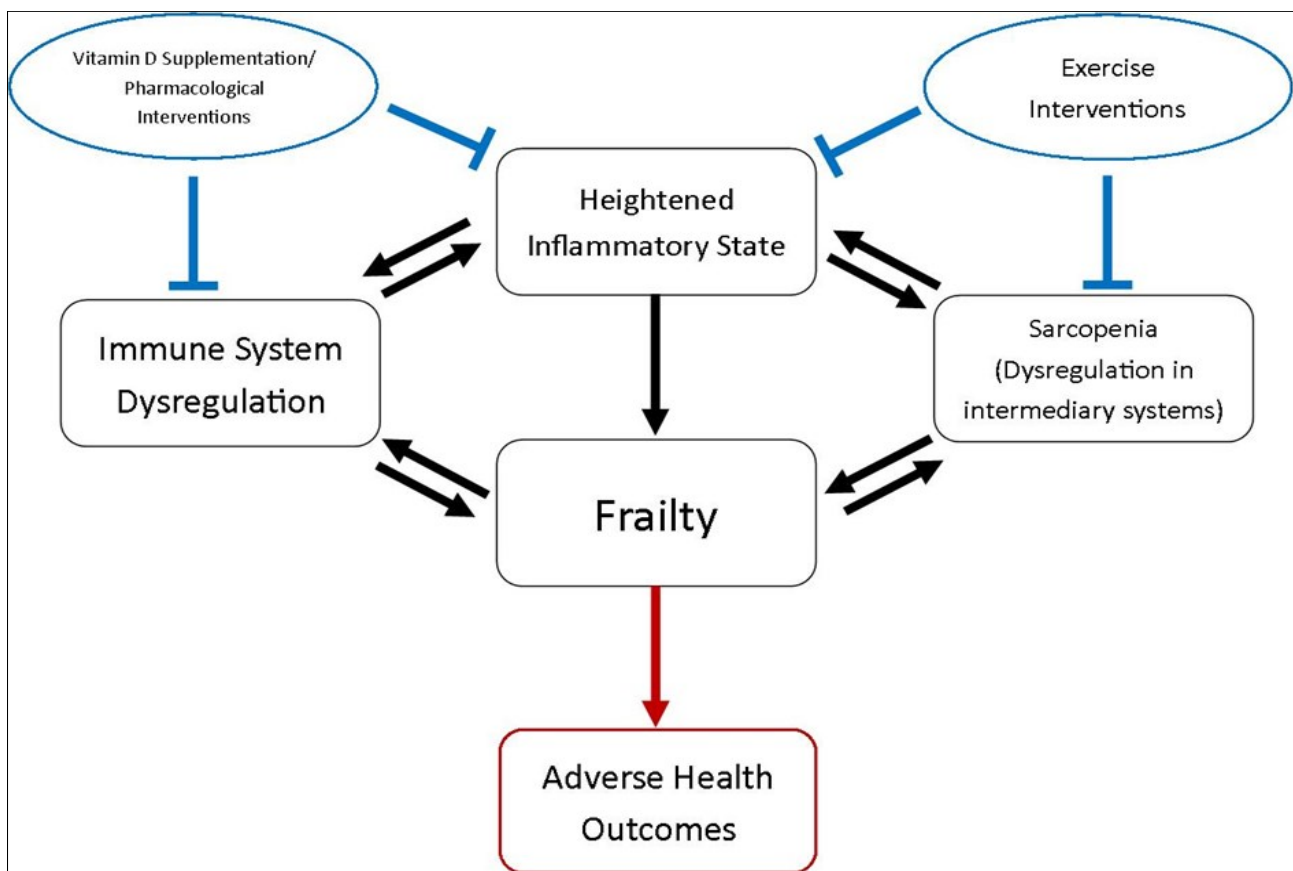 Vitamin D Supplementation/
Pharmacological
Interventions
Exercise
Interventions
Heightened
Inflammatory State
Immune System
Dysregulation
Sarcopenia
(Dysregulation in
intermediary systems)
Frailty
Adverse Health
Outcomes